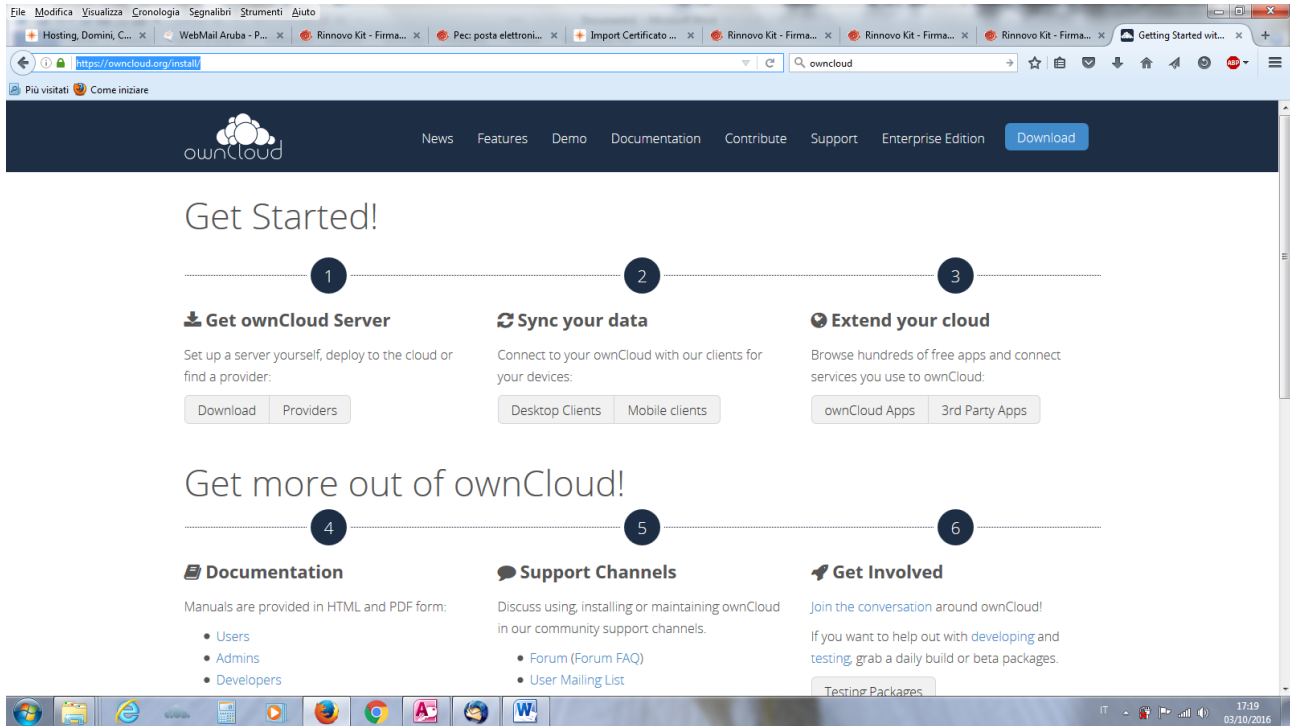 File Modifica Visualizza Cronologia Segnalibri Strumenti Aiuto
Hosting, Domini, C... WebMail Aruba - P... Rinnovo Kit - Firma... Pec: posta elettroni... Import Certificato ... Rinnovo Kit - Firma... Rinnovo Kit - Firma... Rinnovo Kit - Firma... Getting Started wit...
https://owncloud.org/install/ owncloud ABP
Più visitati Come iniziare
ownCloud News Features Demo Documentation Contribute Support Enterprise Edition Download
Get Started!
1 2 3
Get ownCloud Server
Set up a server yourself, deploy to the cloud or
find a provider:
Download Providers
Sync your data
Connect to your ownCloud with our clients for
your devices:
Desktop Clients Mobile clients
Extend your cloud
Browse hundreds of free apps and connect
services you use to ownCloud:
ownCloud Apps 3rd Party Apps
Get more out of ownCloud!
4 5 6
Documentation
Manuals are provided in HTML and PDF form:
Users
Admins
Developers
Support Channels
Discuss using, installing or maintaining ownCloud
in our community support channels.
Forum (Forum FAQ)
User Mailing List
Get Involved
Join the conversation around ownCloud!
If you want to help out with developing and
testing, grab a daily build or beta packages.
Testing Packages
IT 17:19
03/10/2016